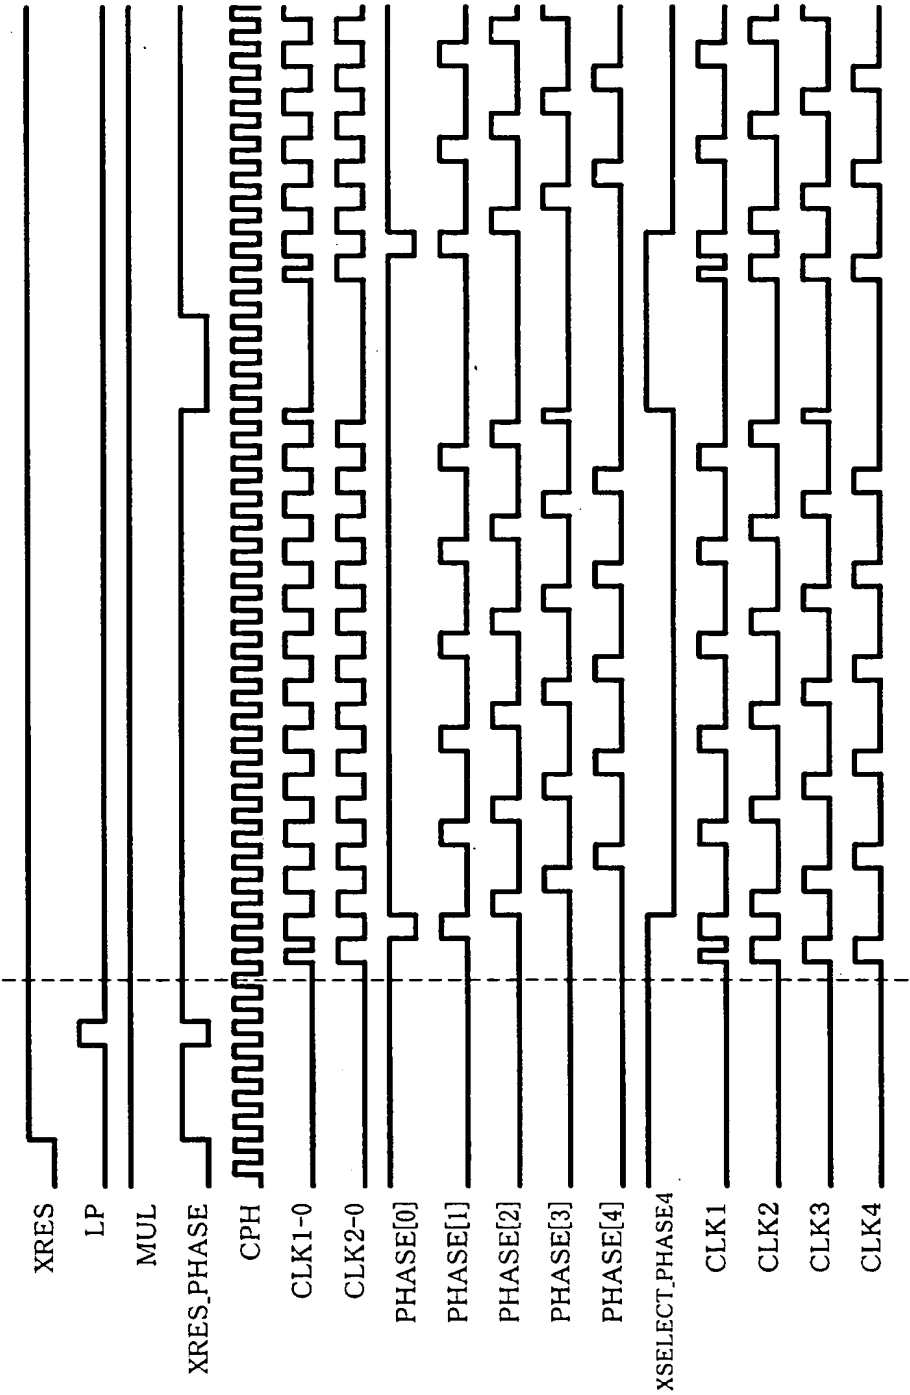 XRES
LP
MUL
XRES_PHASE
CPH
CLK1-0
CLK2-0
PHASE[0]
PHASE[1]
PHASE[2]
PHASE[3]
PHASE[4]
XSELECT_PHASE4
CLK1
CLK2
CLK3
CLK4